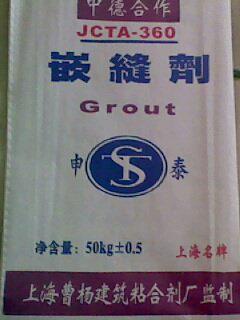 中德合作
JCTA-360
嵌縫劑
Grout
申 TS 泰
净含量: 50kg±0.5
上海名牌
上海曹杨建筑粘合剂厂监制